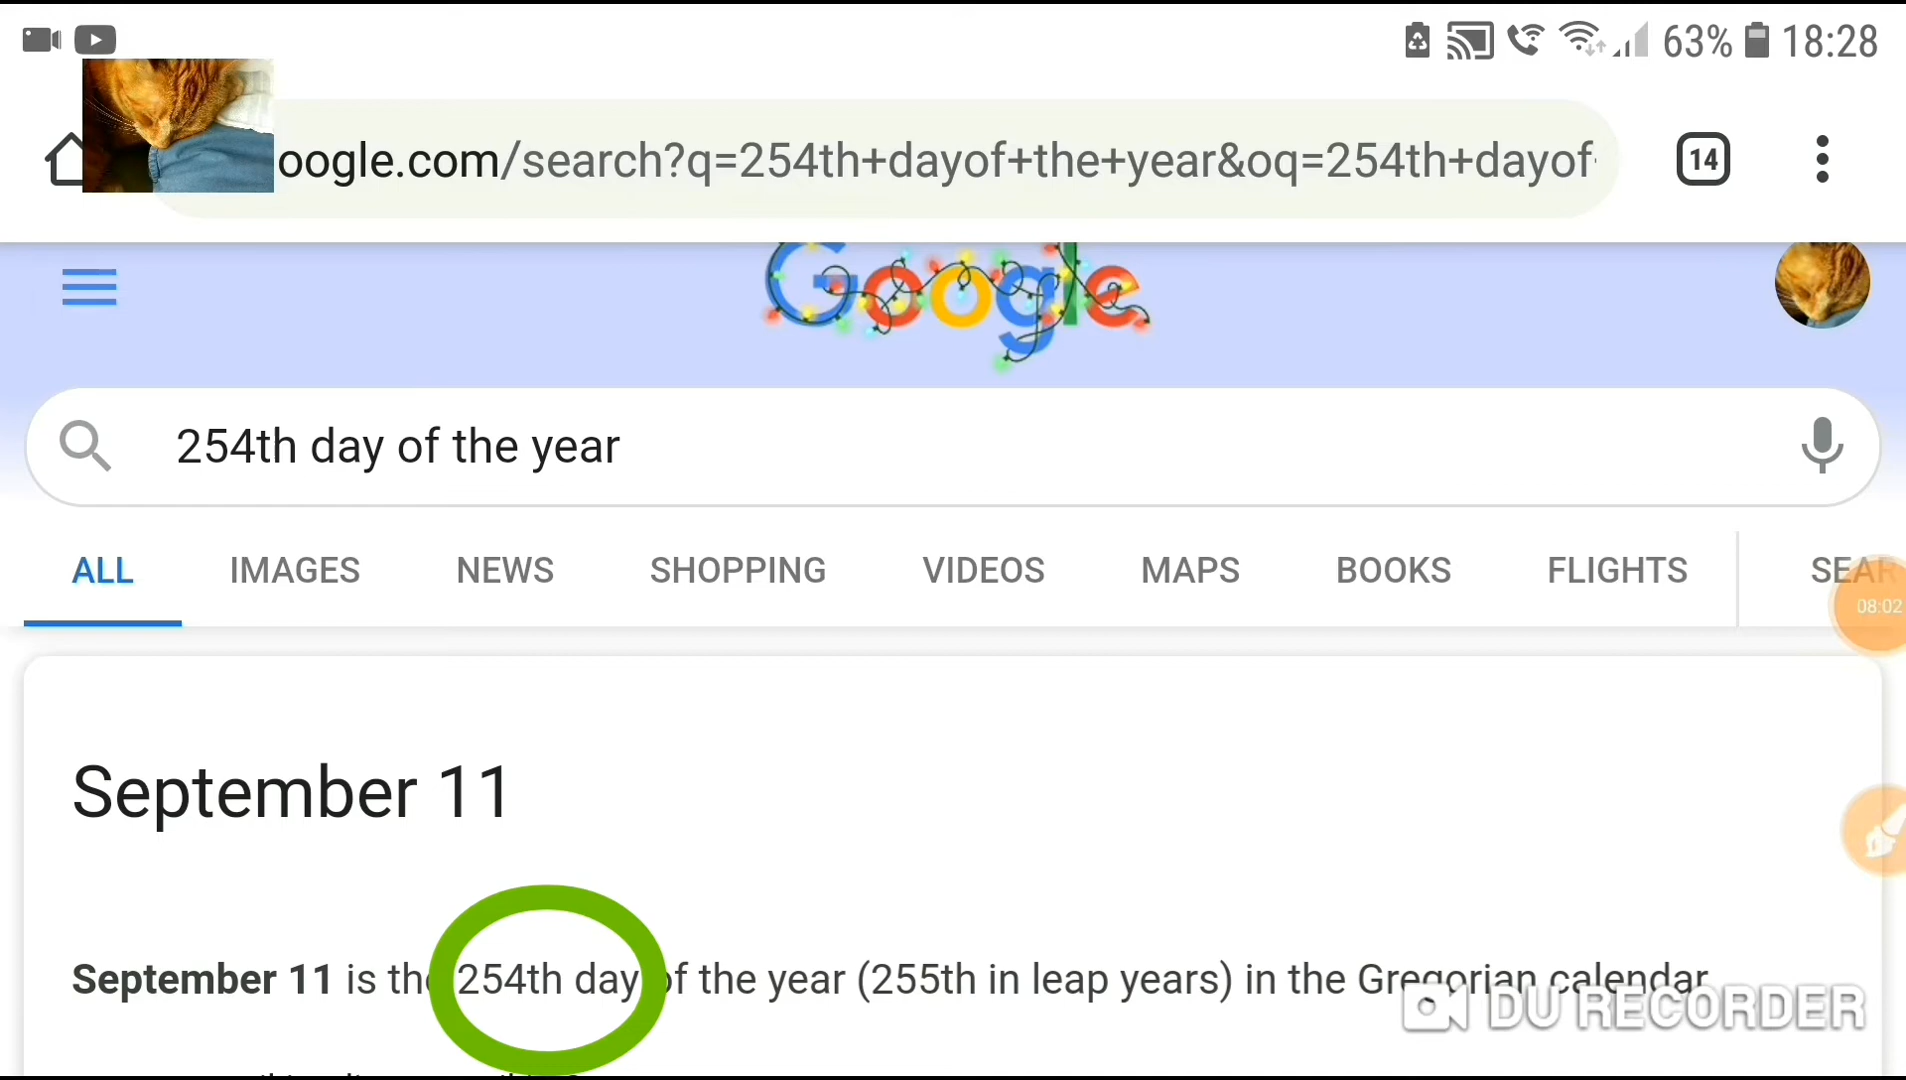 63% 18:28
oogle.com/search?q=254th+dayof+the+year&oq=254th+dayof
14
Google
254th day of the year
ALL IMAGES NEWS SHOPPING VIDEOS MAPS BOOKS FLIGHTS SEAR
08:02
September 11
September 11 is the 254th day of the year (255th in leap years) in the Gregorian calendar
DU RECORDER